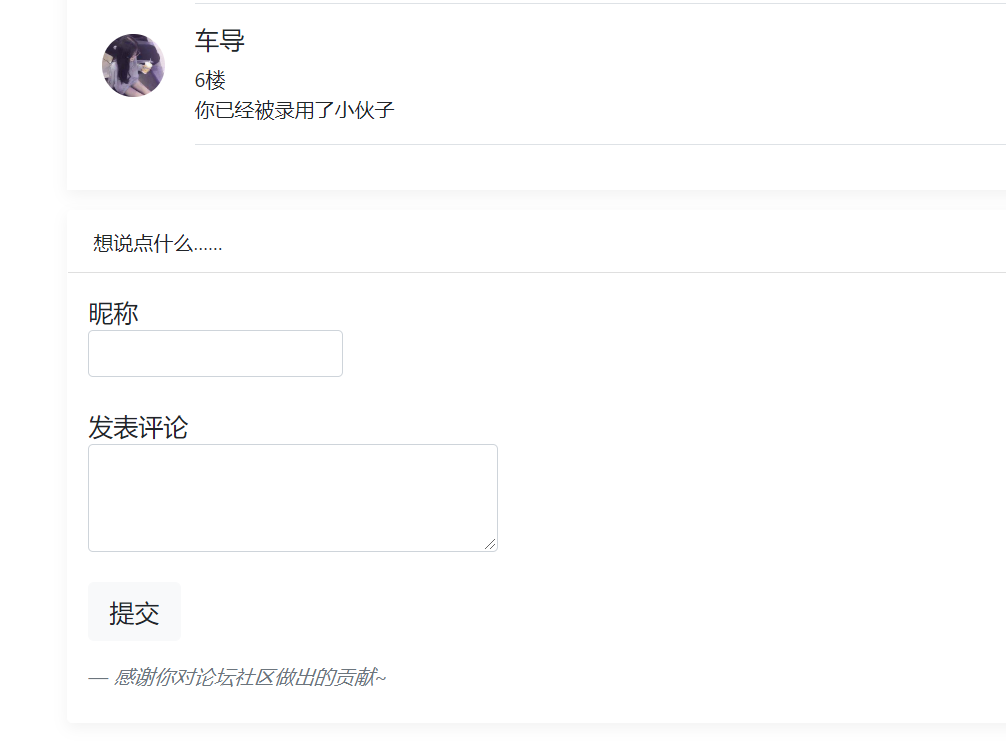 车导
6楼
你已经被录用了小伙子
想说点什么......
昵称
发表评论
提交
— 感谢你对论坛社区做出的贡献~